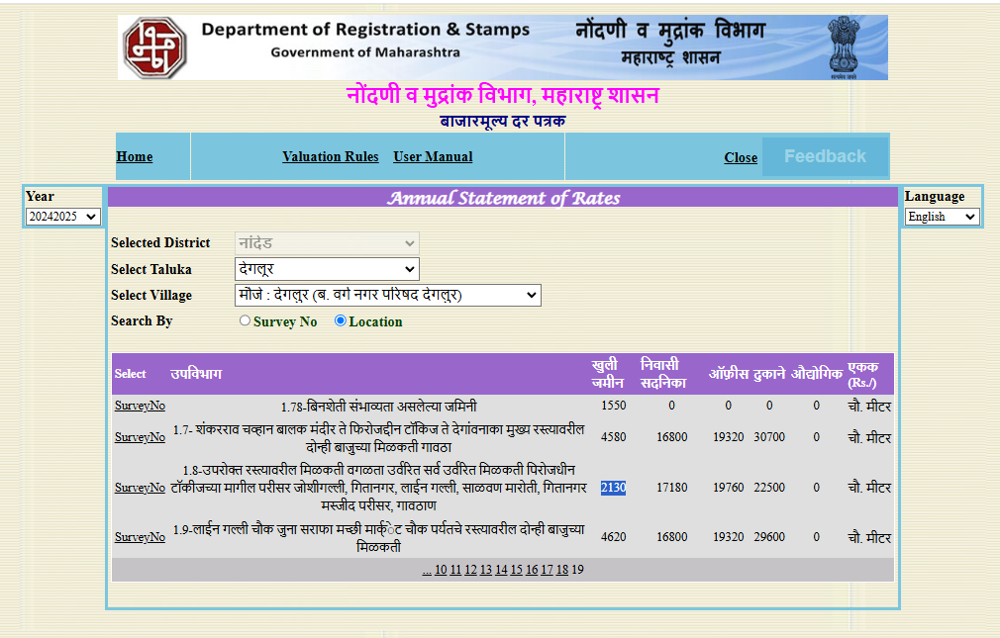 Department of Registration & Stamps
Government of Maharashtra
नोंदणी व मुद्रांक विभाग
महाराष्ट्र शासन
नोंदणी व मुद्रांक विभाग, महाराष्ट्र शासन
बाजारमूल्य दर पत्रक
Home Valuation Rules User Manual Close Feedback
Year
20242025
Annual Statement of Rates
Language
English
Selected District नांदेड
Select Taluka देगलूर
Select Village मौजे : देगलुर (ब. वर्ग नगर परिषद देगलुर)
Search By Survey No Location
Select उपविभाग खुली जमीन निवासी सदनिका ऑफ़ीस दुकाने औद्योगिक एकक (Rs./)
SurveyNo 1.78-बिनशेती संभाव्यता असलेल्या जमिनी 1550 0 0 0 0 चौ. मीटर
SurveyNo 1.7- शंकरराव चव्हान बालक मंदीर ते फिरोजद्दीन टॉकिज ते देगांवनाका मुख्य रस्त्यावरील
दोन्ही बाजुच्या मिळकती गावठा 4580 16800 19320 30700 0 चौ. मीटर
1.8-उपरोक्त रस्त्यावरील मिळकती वगळता उर्वरित सर्व उर्वरित मिळकती पिरोजधीन
SurveyNo टॉकीजच्या मागील परीसर जोशीगल्ली, गितानगर, लाईन गल्ली, साळवण मारोती, गितानगर 2130 17180 19760 22500 0 चौ. मीटर
मस्जीद परीसर, गावठाण
SurveyNo 1.9-लाईन गल्ली चौक जुना सराफा मच्छी मार्क्ेट चौक पर्यतचे रस्त्यावरील दोन्ही बाजुच्या
मिळकती 4620 16800 19320 29600 0 चौ. मीटर
... 10 11 12 13 14 15 16 17 18 19